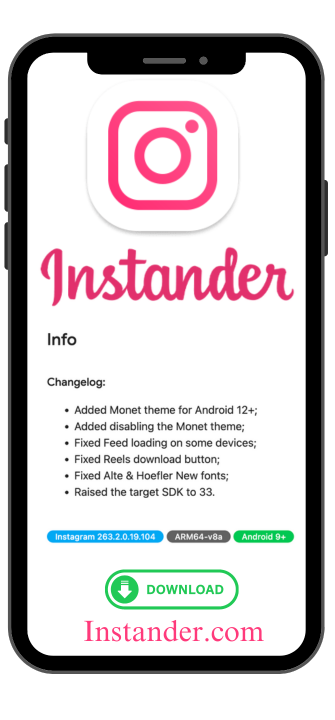 Instander
Info
Changelog:
• Added Monet theme for Android 12+;
• Added disabling the Monet theme;
• Fixed Feed loading on some devices;
• Fixed Reels download button;
• Fixed Alte & Hoefler New fonts;
• Raised the target SDK to 33.
Instagram 263.2.0.19.104 ARM64-v8a Android 9+
DOWNLOAD
Instander.com